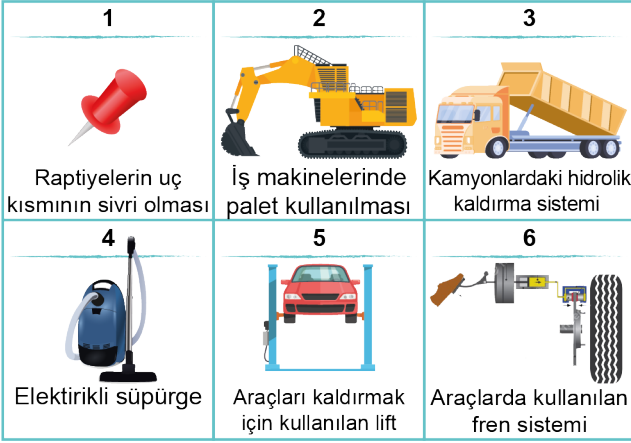 1
Raptiyelerin uç
kısmının sivri olması
2
İş makinelerinde
palet kullanılması
3
Kamyonlardaki hidrolik
kaldırma sistemi
4
Elektirikli süpürge
5
Araçları kaldırmak
için kullanılan lift
6
Araçlarda kullanılan
fren sistemi